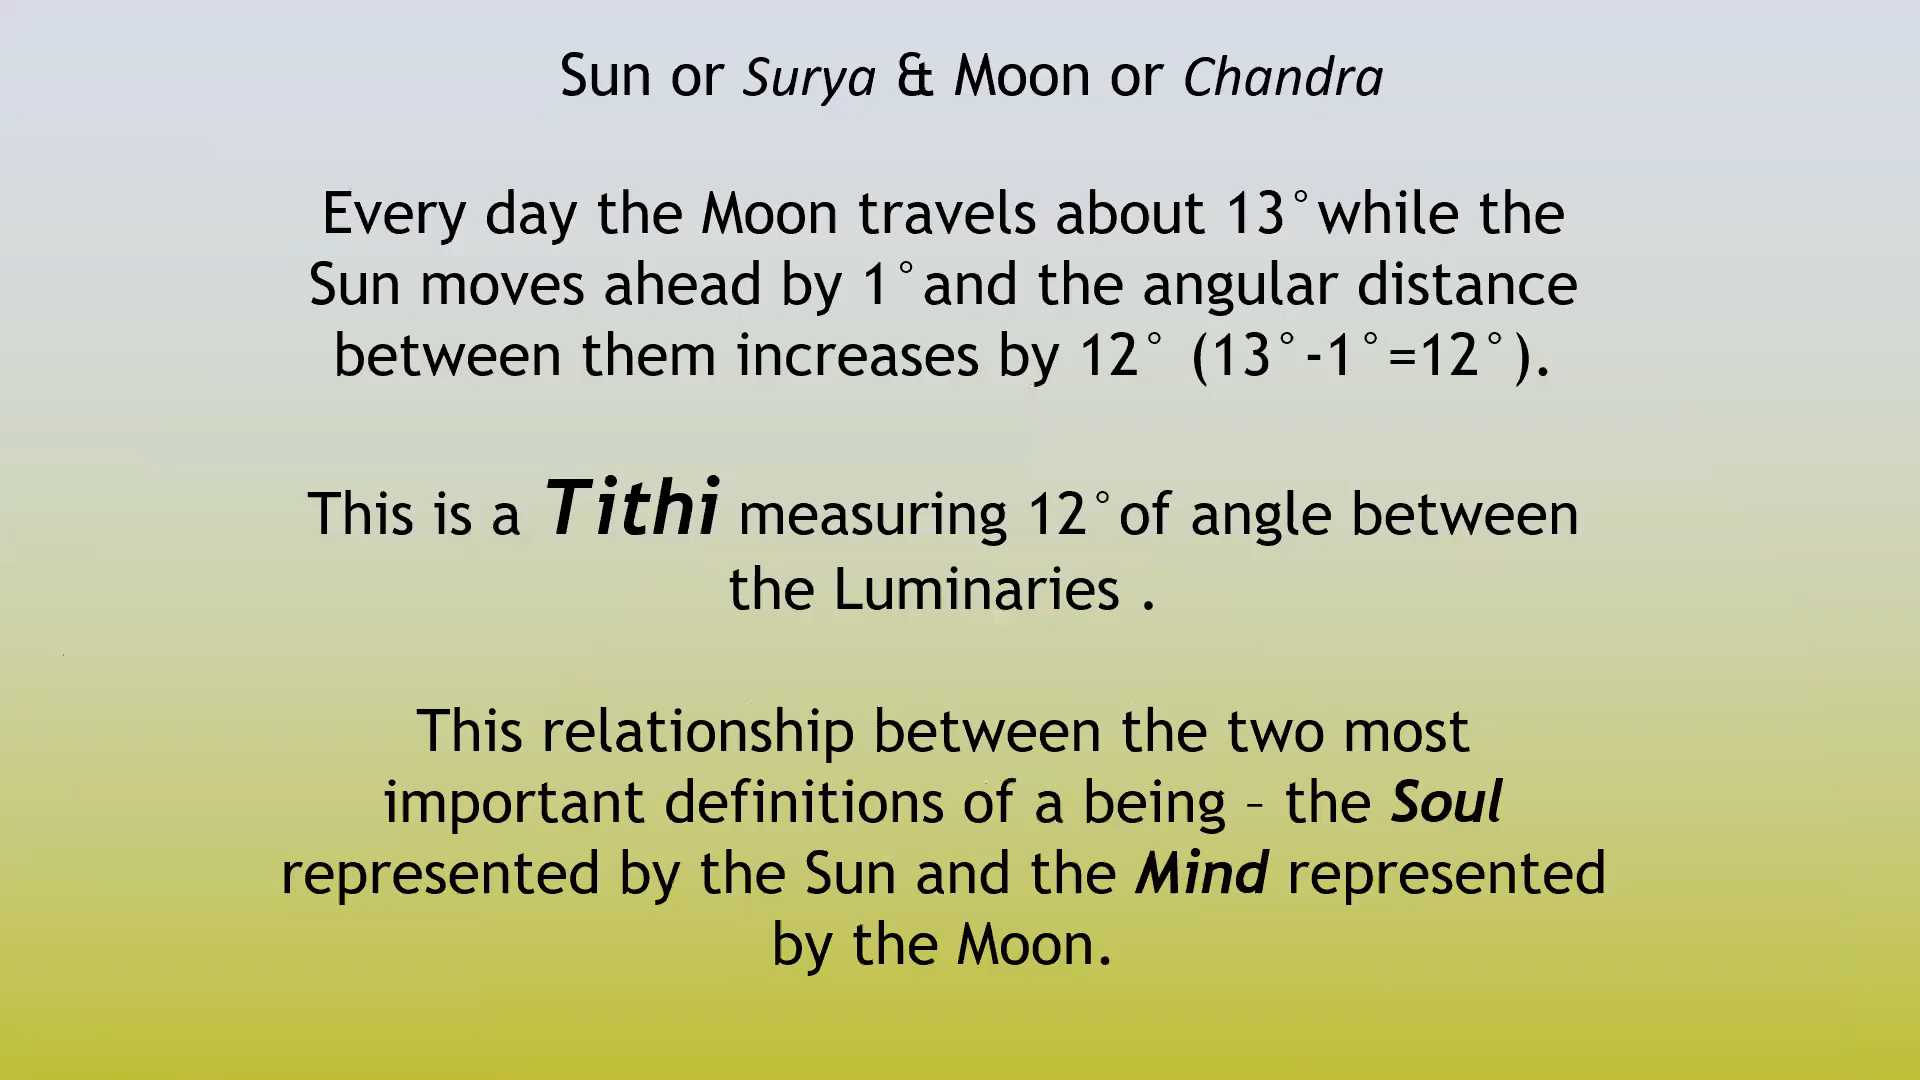 Sun or Surya & Moon or Chandra
Every day the Moon travels about 13° while the
Sun moves ahead by 1° and the angular distance
between them increases by 12° (13°-1°=12°).
This is a Tithi measuring 12° of angle between
the Luminaries .
This relationship between the two most
important definitions of a being – the Soul
represented by the Sun and the Mind represented
by the Moon.